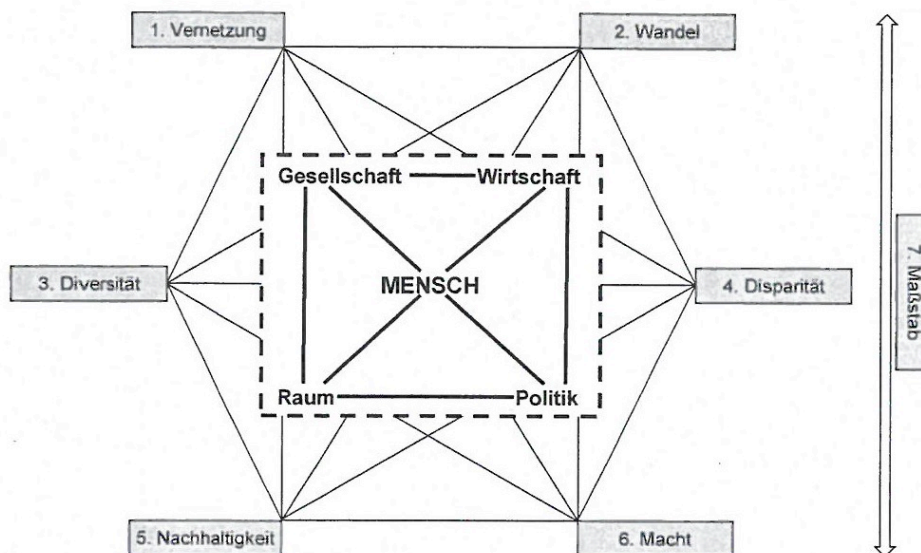 1. Vernetzung
2. Wandel
Gesellschaft
Wirtschaft
3. Diversität
MENSCH
4. Disparität
7. Maßstab
Raum
Politik
5. Nachhaltigkeit
6. Macht